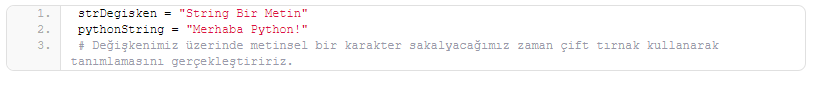 1. strDegisken = "String Bir Metin"
2. pythonString = "Merhaba Python!"
3. # Değişkenimiz üzerinde metinsel bir karakter sakalyacağımız zaman çift tırnak kullanarak
tanımlamasını gerçekleştiririz.